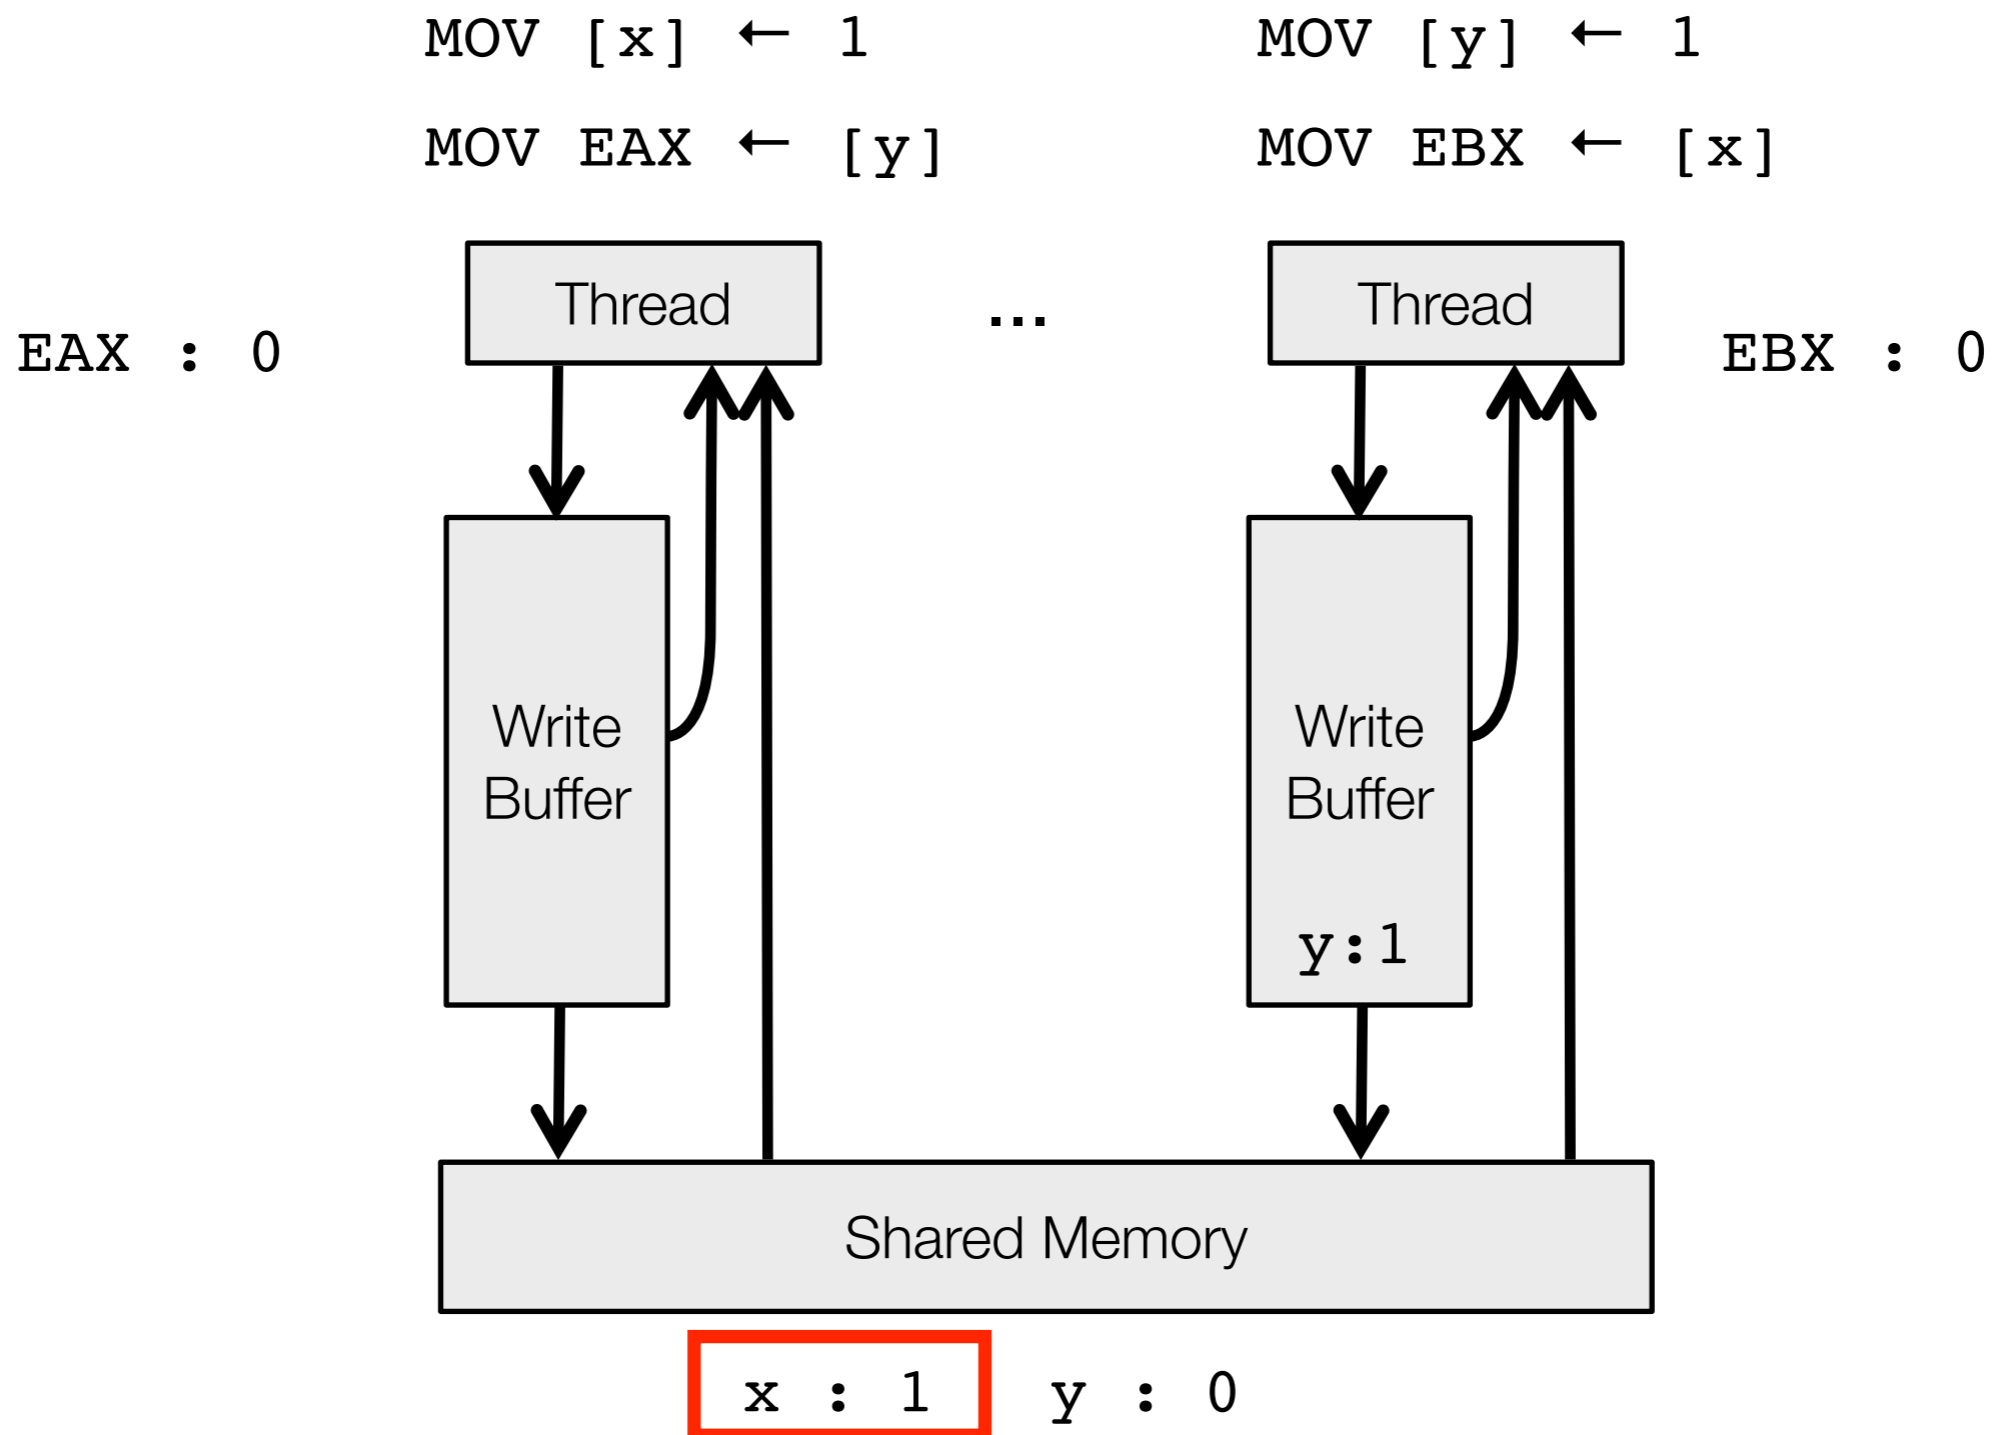 MOV [x] ← 1
MOV [y] ← 1
MOV EAX ← [y]
MOV EBX ← [x]
Thread
...
Thread
EAX : 0
EBX : 0
Write
Buffer
Write
Buffer
y:1
Shared Memory
x : 1
y : 0